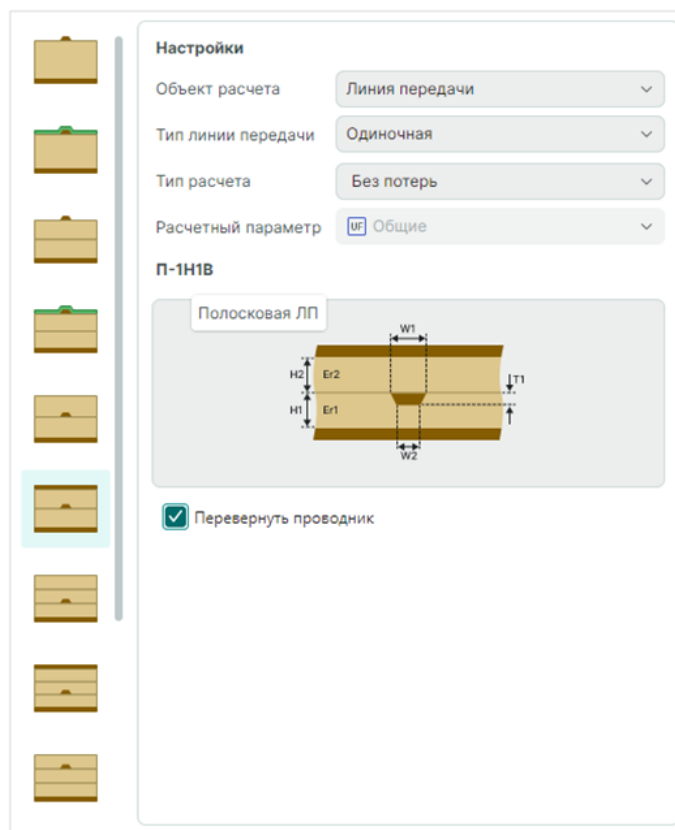 Настройки
Объект расчета Линия передачи
Тип линии передачи Одиночная
Тип расчета Без потерь
Расчетный параметр UF Общие
П-1Н1В
Полосковая ЛП
W1
H2 Er2
T1
H1 Er1
W2
Перевернуть проводник